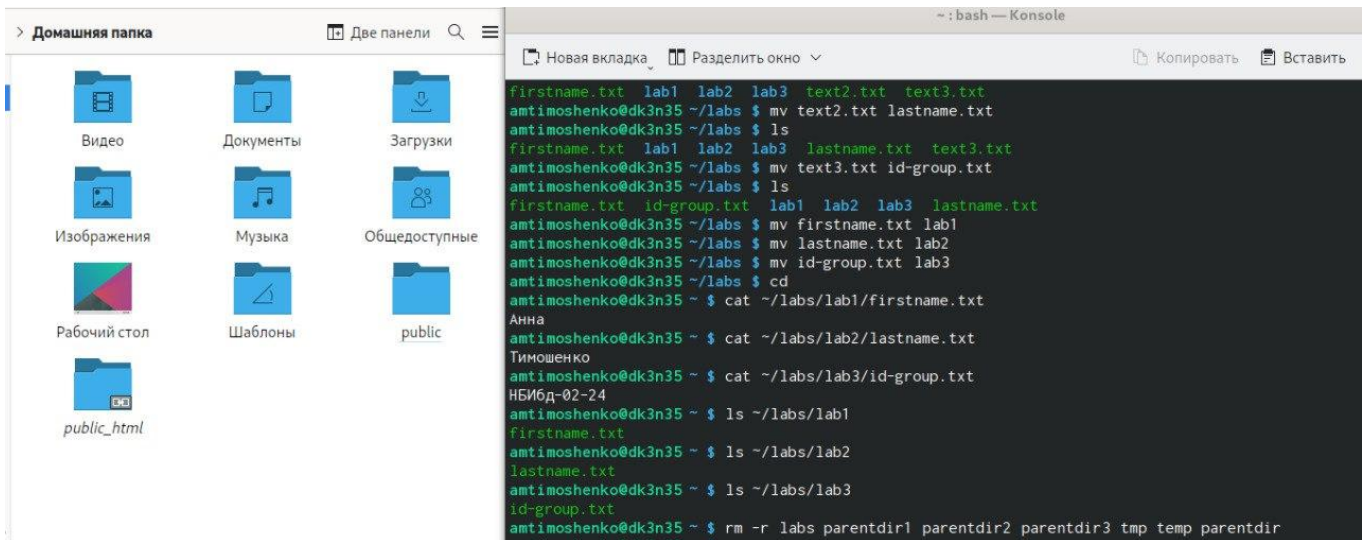 > Домашняя папка
Две панели
Видео
Документы
Загрузки
Изображения
Музыка
Общедоступные
Рабочий стол
Шаблоны
public
public_html
~ : bash — Konsole
Новая вкладка
Разделить окно
Копировать
Вставить
firstname.txt lab1 lab2 lab3 text2.txt text3.txt
amtimoshenko@dk3n35 ~/labs $ mv text2.txt lastname.txt
amtimoshenko@dk3n35 ~/labs $ ls
firstname.txt lab1 lab2 lab3 lastname.txt text3.txt
amtimoshenko@dk3n35 ~/labs $ mv text3.txt id-group.txt
amtimoshenko@dk3n35 ~/labs $ ls
firstname.txt id-group.txt lab1 lab2 lab3 lastname.txt
amtimoshenko@dk3n35 ~/labs $ mv firstname.txt lab1
amtimoshenko@dk3n35 ~/labs $ mv lastname.txt lab2
amtimoshenko@dk3n35 ~/labs $ mv id-group.txt lab3
amtimoshenko@dk3n35 ~/labs $ cd
amtimoshenko@dk3n35 ~ $ cat ~/labs/lab1/firstname.txt
Анна
amtimoshenko@dk3n35 ~ $ cat ~/labs/lab2/lastname.txt
Тимошенко
amtimoshenko@dk3n35 ~ $ cat ~/labs/lab3/id-group.txt
НБИбд-02-24
amtimoshenko@dk3n35 ~ $ ls ~/labs/lab1
firstname.txt
amtimoshenko@dk3n35 ~ $ ls ~/labs/lab2
lastname.txt
amtimoshenko@dk3n35 ~ $ ls ~/labs/lab3
id-group.txt
amtimoshenko@dk3n35 ~ $ rm -r labs parentdir1 parentdir2 parentdir3 tmp temp parentdir